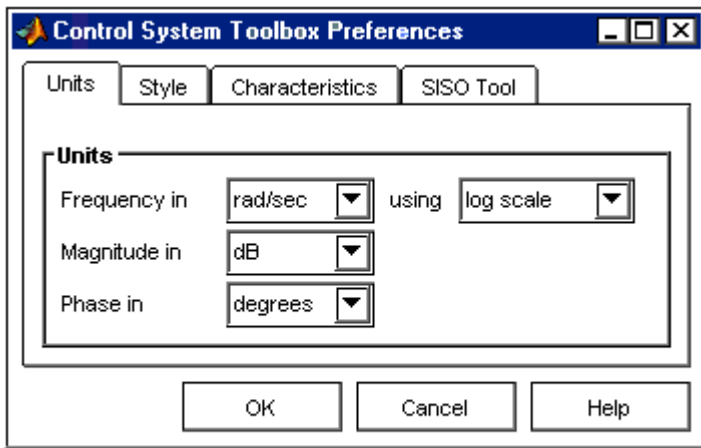 Control System Toolbox Preferences
Units Style Characteristics SISO Tool
Units
Frequency in rad/sec using log scale
Magnitude in dB
Phase in degrees
OK Cancel Help